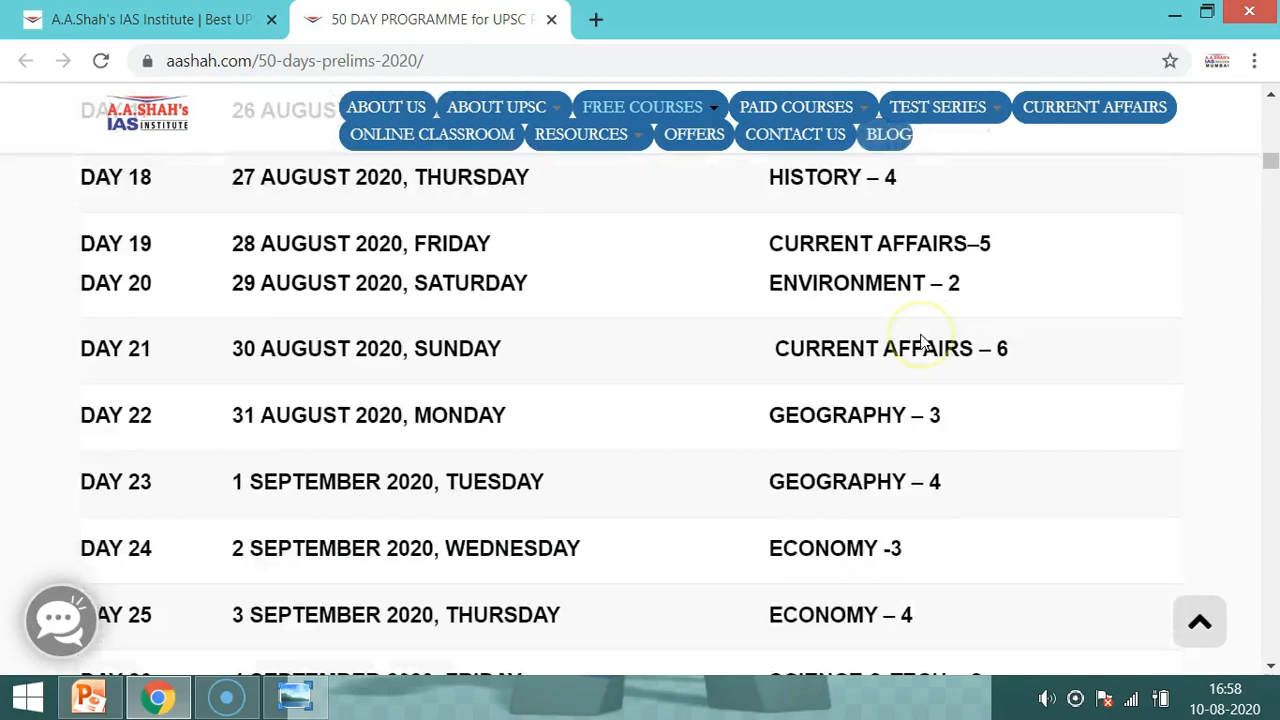 A.A.Shah's IAS Institute | Best UP
50 DAY PROGRAMME for UPSC P
aashah.com/50-days-prelims-2020/
A.A.SHAH's
IAS INSTITUTE
26 AUGUS
ABOUT US
ABOUT UPSC
FREE COURSES
PAID COURSES
TEST SERIES
CURRENT AFFAIRS
ONLINE CLASSROOM
RESOURCES
OFFERS
CONTACT US
BLOG
DAY 18 27 AUGUST 2020, THURSDAY HISTORY – 4
DAY 19 28 AUGUST 2020, FRIDAY CURRENT AFFAIRS–5
DAY 20 29 AUGUST 2020, SATURDAY ENVIRONMENT – 2
DAY 21 30 AUGUST 2020, SUNDAY CURRENT AFFAIRS – 6
DAY 22 31 AUGUST 2020, MONDAY GEOGRAPHY – 3
DAY 23 1 SEPTEMBER 2020, TUESDAY GEOGRAPHY – 4
DAY 24 2 SEPTEMBER 2020, WEDNESDAY ECONOMY -3
AY 25 3 SEPTEMBER 2020, THURSDAY ECONOMY – 4
16:58
10-08-2020